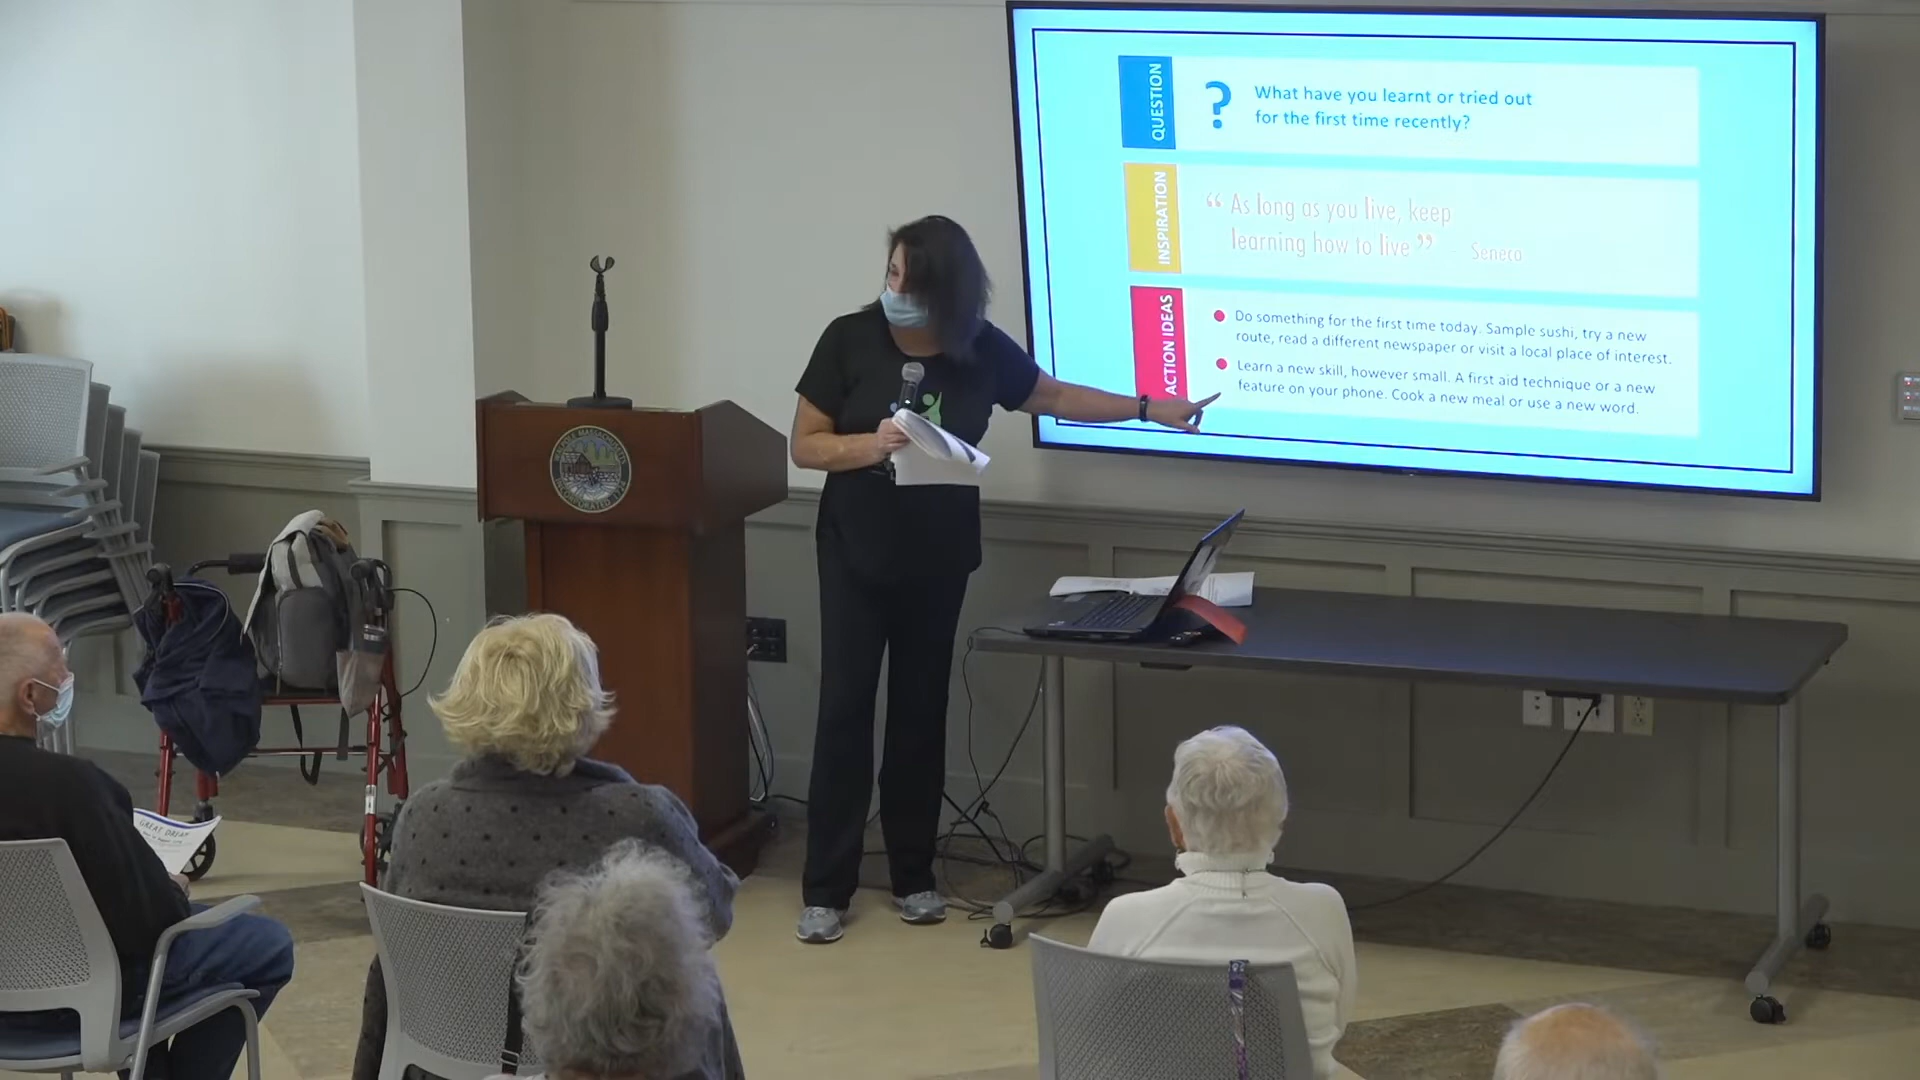 QUESTION
?
What have you learnt or tried out
for the first time recently?
INSPIRATION
“ As long as you live, keep
learning how to live ” – Seneca
ACTION IDEAS
Do something for the first time today. Sample sushi, try a new
route, read a different newspaper or visit a local place of interest.
Learn a new skill, however small. A first aid technique or a new
feature on your phone. Cook a new meal or use a new word.
GREAT DREAM